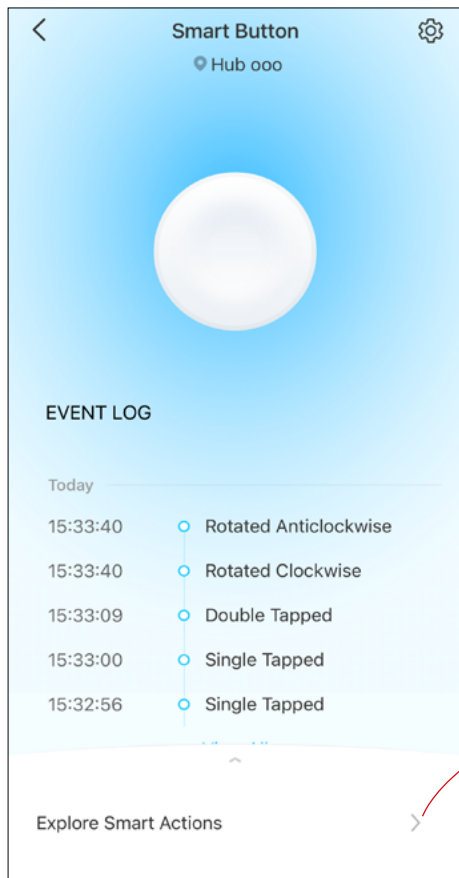 Smart Button
Hub ooo
EVENT LOG
Today
15:33:40 Rotated Anticlockwise
15:33:40 Rotated Clockwise
15:33:09 Double Tapped
15:33:00 Single Tapped
15:32:56 Single Tapped
Explore Smart Actions